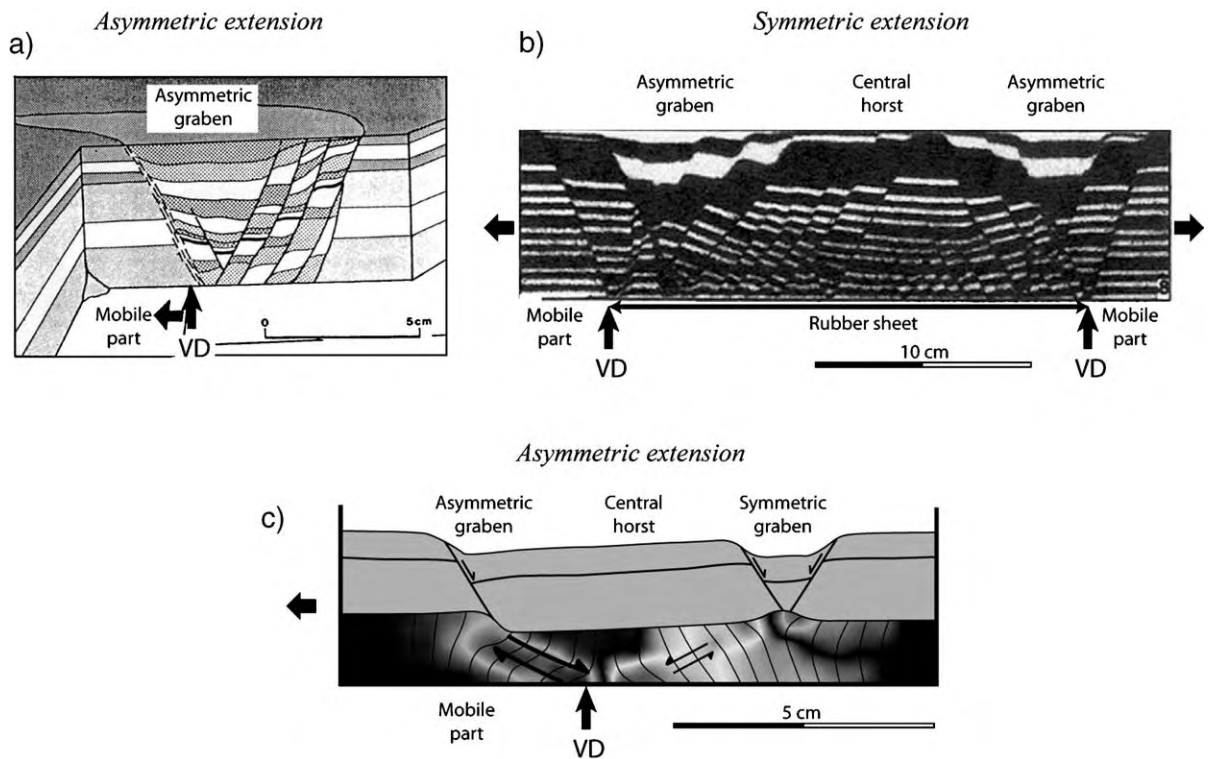 Asymmetric extension
Symmetric extension
a)
b)
Asymmetric
graben
Mobile
part
VD
0
5cm
Asymmetric
graben
Central
horst
Asymmetric
graben
Mobile
part
Rubber sheet
Mobile
part
VD
10 cm
VD
Asymmetric extension
c)
Asymmetric
graben
Central
horst
Symmetric
graben
Mobile
part
VD
5 cm